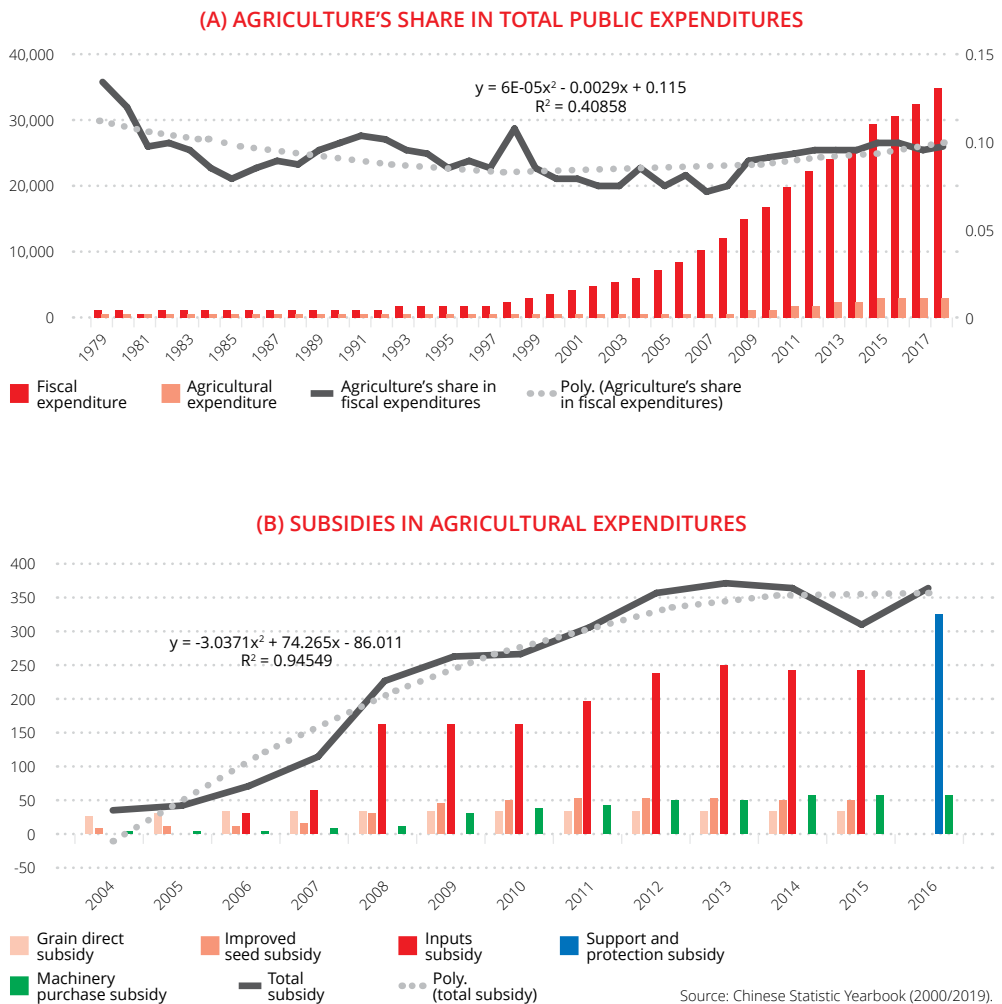 (A) AGRICULTURE'S SHARE IN TOTAL PUBLIC EXPENDITURES
40,000
30,000
20,000
10,000
0
0.15
0.10
0.05
0
y = 6E-05x² - 0.0029x + 0.115
R² = 0.40858
1979 1981 1983 1985 1987 1989 1991 1993 1995 1997 1999 2001 2003 2005 2007 2009 2011 2013 2015 2017
Fiscal
expenditure
Agricultural
expenditure
Agriculture's share in
fiscal expenditures
Poly. (Agriculture's share
in fiscal expenditures)
(B) SUBSIDIES IN AGRICULTURAL EXPENDITURES
400
350
300
250
200
150
100
50
0
-50
y = -3.0371x² + 74.265x - 86.011
R² = 0.94549
2004 2005 2006 2007 2008 2009 2010 2011 2012 2013 2014 2015 2016
Grain direct
subsidy
Improved
seed subsidy
Inputs
subsidy
Support and
protection subsidy
Machinery
purchase subsidy
Total
subsidy
Poly.
(total subsidy)
Source: Chinese Statistic Yearbook (2000/2019).